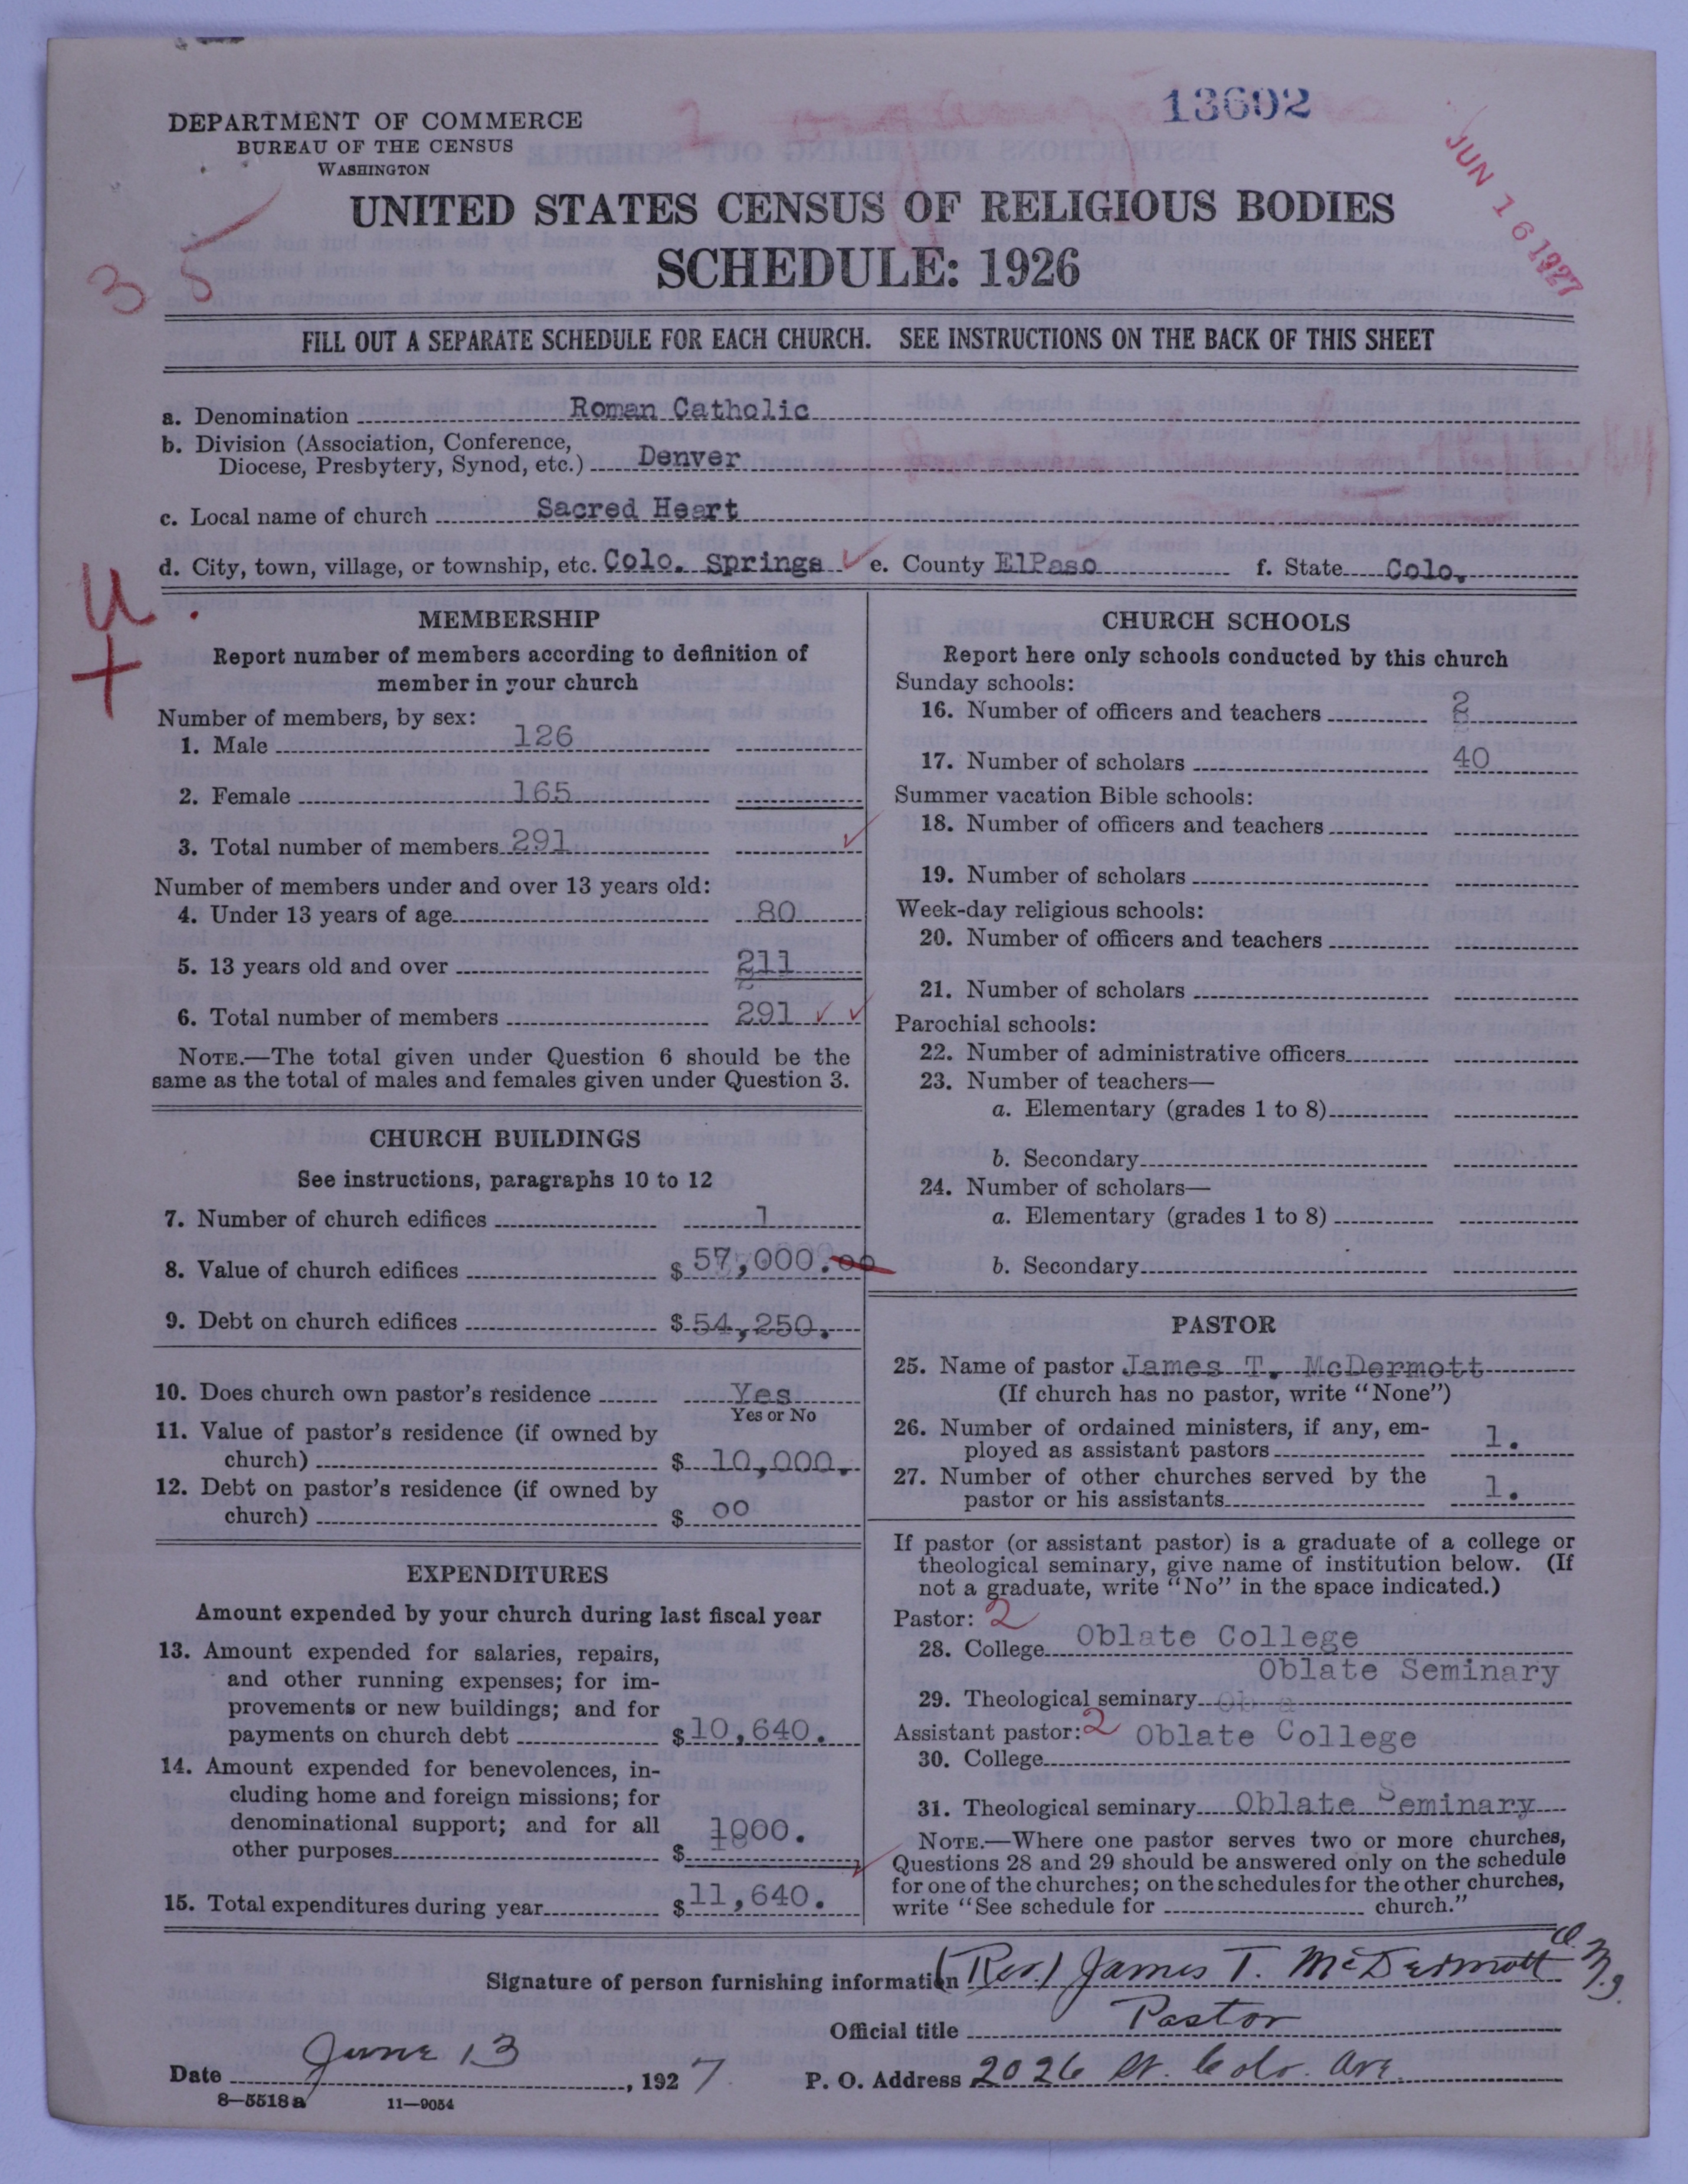 13692
JUN 16 1927
DEPARTMENT OF COMMERCE
BUREAU OF THE CENSUS
WASHINGTON
UNITED STATES CENSUS OF RELIGIOUS BODIES
SCHEDULE: 1926
35
FILL OUT A SEPARATE SCHEDULE FOR EACH CHURCH. SEE INSTRUCTIONS ON THE BACK OF THIS SHEET
a. Denomination Roman Catholic
b. Division (Association, Conference,
Diocese, Presbytery, Synod, etc.) Denver
c. Local name of church Sacred Heart
d. City, town, village, or township, etc. Colo. Springs e. County ElPaso f. State Colo.
U
+
MEMBERSHIP
Report number of members according to definition of
member in your church
Number of members, by sex:
1. Male 126
2. Female 165
3. Total number of members 291
Number of members under and over 13 years old:
4. Under 13 years of age 80
5. 13 years old and over 211
6. Total number of members 291
NOTE.—The total given under Question 6 should be the
same as the total of males and females given under Question 3.
CHURCH BUILDINGS
See instructions, paragraphs 10 to 12
7. Number of church edifices 1
8. Value of church edifices $ 57,000.00
9. Debt on church edifices $ 54,250.
10. Does church own pastor's residence Yes
Yes or No
11. Value of pastor's residence (if owned by
church) $ 10,000.
12. Debt on pastor's residence (if owned by
church) $ 00
EXPENDITURES
Amount expended by your church during last fiscal year
13. Amount expended for salaries, repairs,
and other running expenses; for im-
provements or new buildings; and for
payments on church debt $ 10,640.
14. Amount expended for benevolences, in-
cluding home and foreign missions; for
denominational support; and for all
other purposes $ 1000.
15. Total expenditures during year $ 11,640.
CHURCH SCHOOLS
Report here only schools conducted by this church
Sunday schools:
16. Number of officers and teachers 2
17. Number of scholars 40
Summer vacation Bible schools:
18. Number of officers and teachers
19. Number of scholars
Week-day religious schools:
20. Number of officers and teachers
21. Number of scholars
Parochial schools:
22. Number of administrative officers
23. Number of teachers—
a. Elementary (grades 1 to 8)
b. Secondary
24. Number of scholars—
a. Elementary (grades 1 to 8)
b. Secondary
PASTOR
25. Name of pastor James T. McDermott
(If church has no pastor, write "None")
26. Number of ordained ministers, if any, em-
ployed as assistant pastors 1.
27. Number of other churches served by the
pastor or his assistants 1.
If pastor (or assistant pastor) is a graduate of a college or
theological seminary, give name of institution below. (If
not a graduate, write "No" in the space indicated.)
Pastor: 2
28. College Oblate College
Oblate Seminary
29. Theological seminary
Assistant pastor: 2 Oblate College
30. College
31. Theological seminary Oblate Seminary
NOTE.—Where one pastor serves two or more churches,
Questions 28 and 29 should be answered only on the schedule
for one of the churches; on the schedules for the other churches,
write "See schedule for church."
Signature of person furnishing information (Rev.) James T. McDermott O.M.I.
Official title Pastor
Date June 13, 1927 P. O. Address 2026 W. Colo. Ave.
8—5518a 11—9054